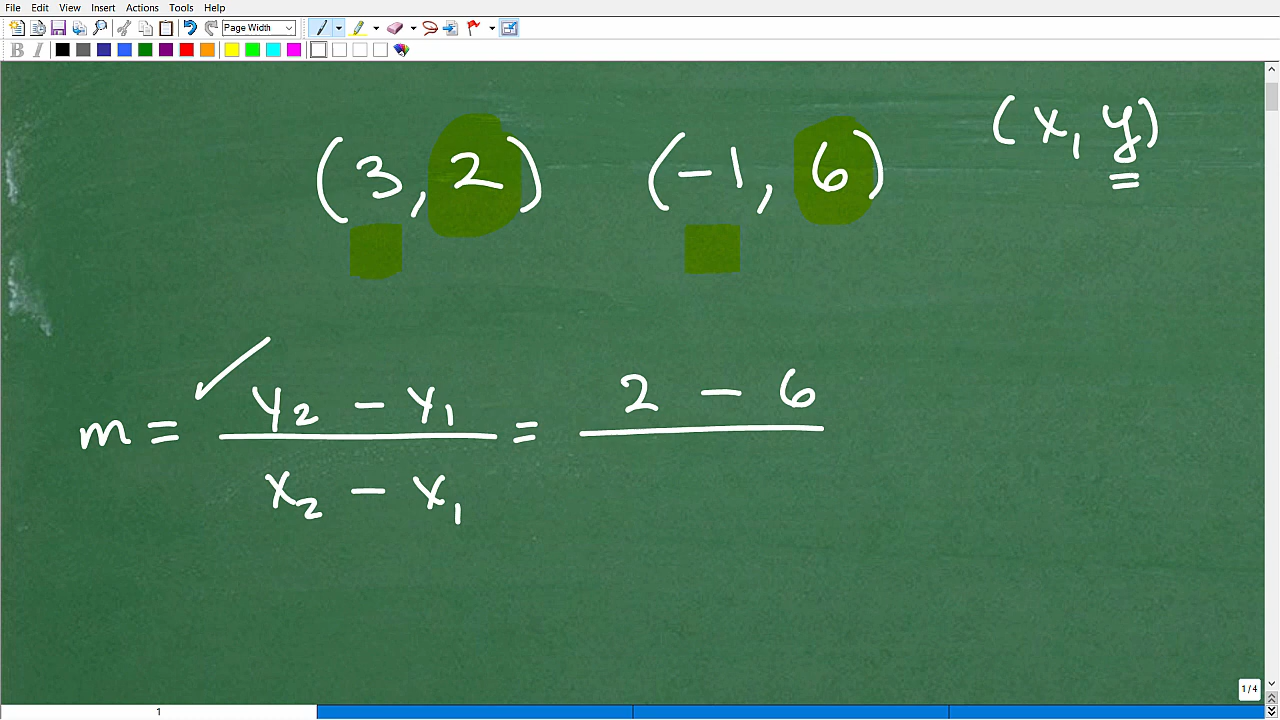 File Edit View Insert Actions Tools Help
Page Width
B I
(3, 2) (-1, 6) (x, y)
m = y₂ - y₁ / x₂ - x₁ = 2 - 6
1/4
1